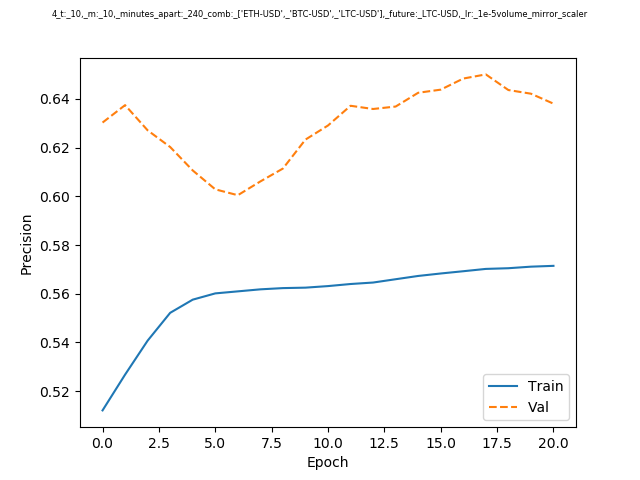 4_t:_10,_m:_10,_minutes_apart:_240_comb:_['ETH-USD',_'BTC-USD',_'LTC-USD'],_future:_LTC-USD,_lr:_1e-5volume_mirror_scaler
0.64
0.62
0.60
0.58
0.56
0.54
0.52
Precision
Train
Val
0.0 2.5 5.0 7.5 10.0 12.5 15.0 17.5 20.0
Epoch